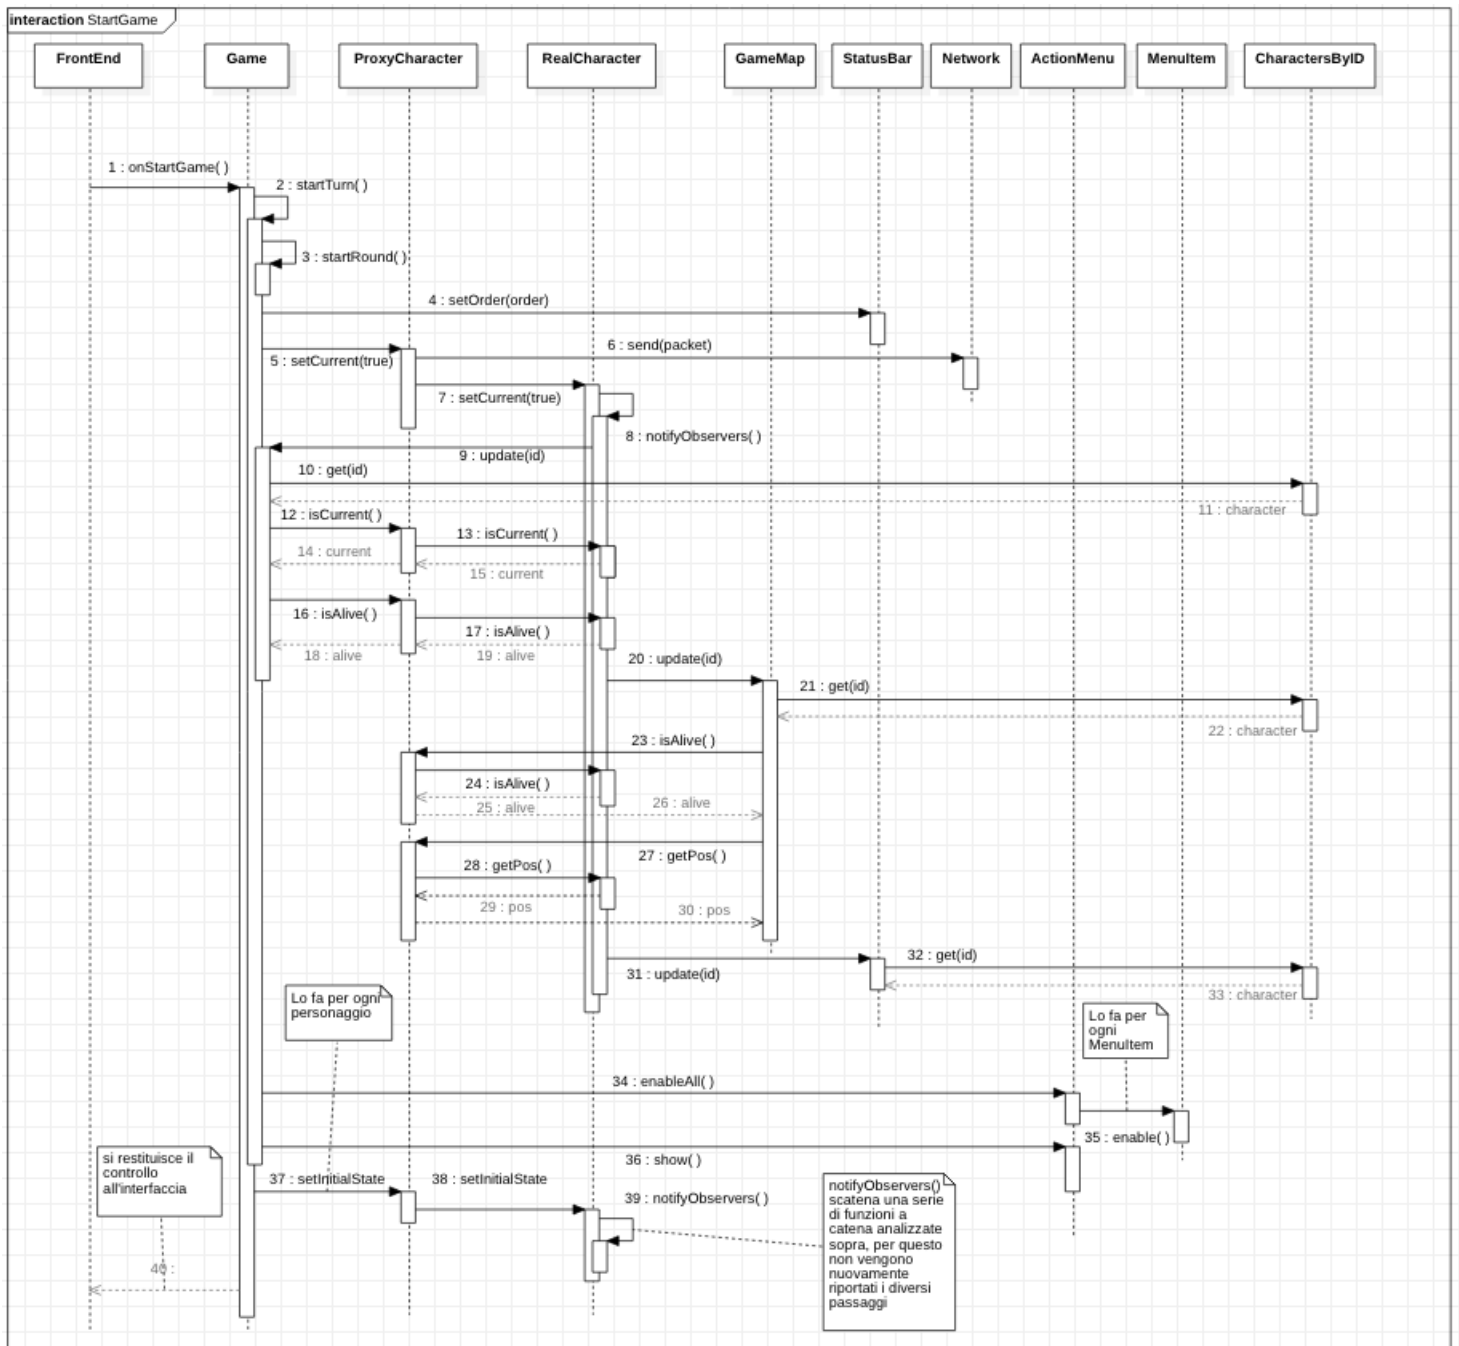 interaction StartGame
FrontEnd
Game
ProxyCharacter
RealCharacter
GameMap
StatusBar
Network
ActionMenu
MenuItem
CharactersByID
1 : onStartGame( )
2 : startTurn( )
3 : startRound( )
4 : setOrder(order)
5 : setCurrent(true)
6 : send(packet)
7 : setCurrent(true)
8 : notifyObservers( )
9 : update(id)
10 : get(id)
11 : character
12 : isCurrent( )
13 : isCurrent( )
14 : current
15 : current
16 : isAlive( )
17 : isAlive( )
18 : alive
19 : alive
20 : update(id)
21 : get(id)
22 : character
23 : isAlive( )
24 : isAlive( )
25 : alive
26 : alive
27 : getPos( )
28 : getPos( )
29 : pos
30 : pos
31 : update(id)
32 : get(id)
33 : character
Lo fa per ogni
personaggio
Lo fa per
ogni
MenuItem
34 : enableAll( )
35 : enable( )
36 : show( )
si restituisce il
controllo
all'interfaccia
37 : setInitialState
38 : setInitialState
39 : notifyObservers( )
notifyObservers()
scatena una serie
di funzioni a
catena analizzate
sopra, per questo
non vengono
nuovamente
riportati i diversi
passaggi
40 :